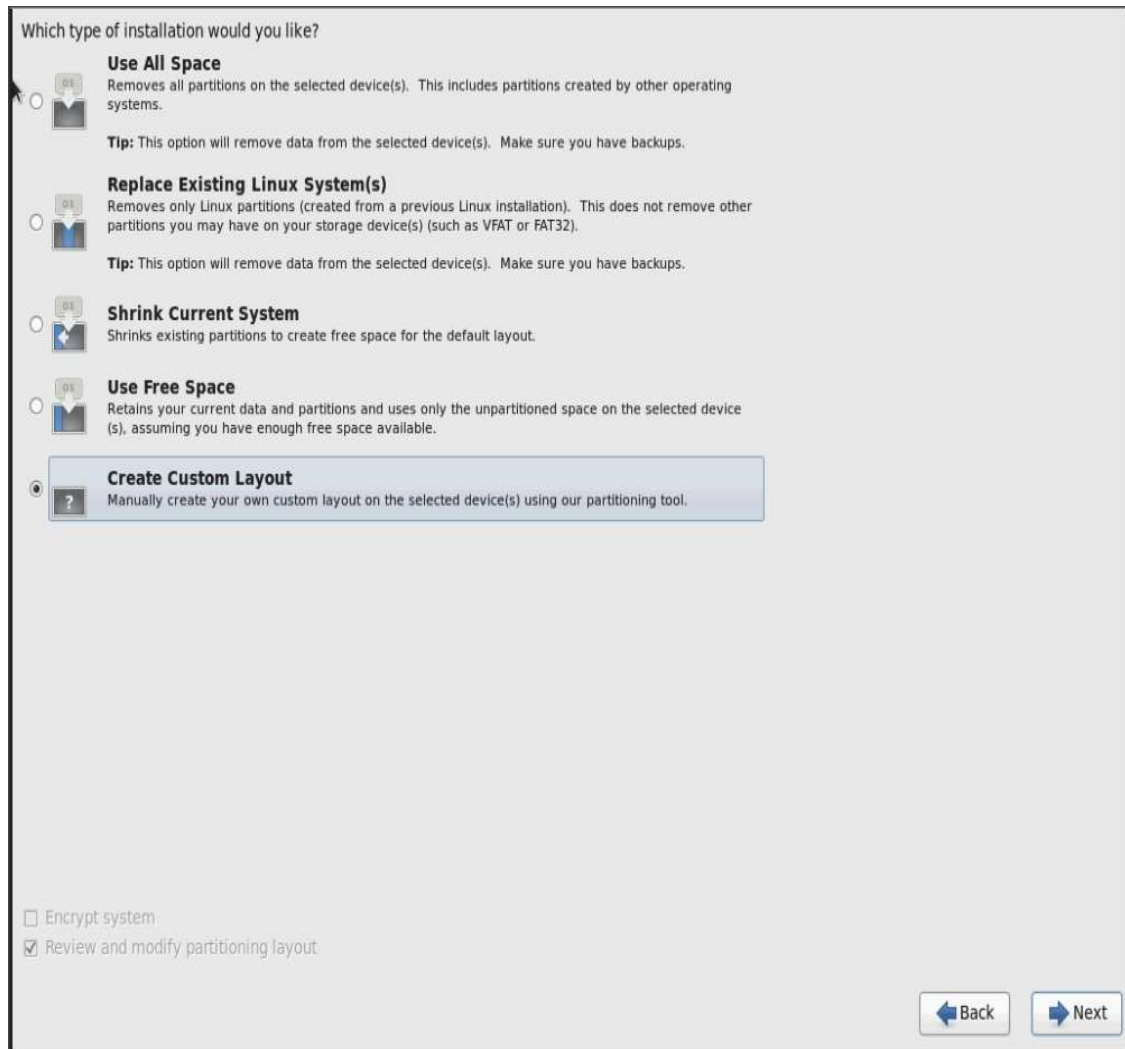 Which type of installation would you like?
Use All Space
Removes all partitions on the selected device(s). This includes partitions created by other operating
systems.
Tip: This option will remove data from the selected device(s). Make sure you have backups.
Replace Existing Linux System(s)
Removes only Linux partitions (created from a previous Linux installation). This does not remove other
partitions you may have on your storage device(s) (such as VFAT or FAT32).
Tip: This option will remove data from the selected device(s). Make sure you have backups.
Shrink Current System
Shrinks existing partitions to create free space for the default layout.
Use Free Space
Retains your current data and partitions and uses only the unpartitioned space on the selected device
(s), assuming you have enough free space available.
Create Custom Layout
Manually create your own custom layout on the selected device(s) using our partitioning tool.
OS
OS
OS
OS
?
Encrypt system
Review and modify partitioning layout
Back
Next